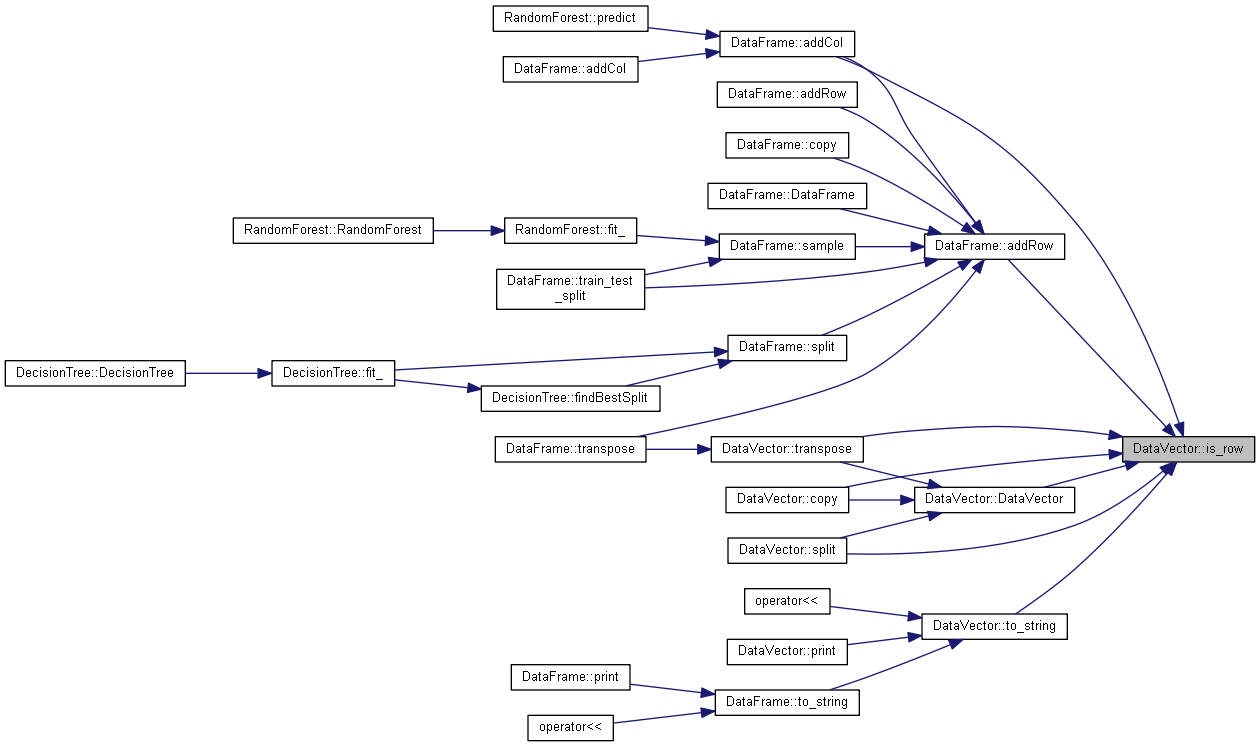 RandomForest::predict
DataFrame::addCol
DataFrame::addCol
DataFrame::addRow
DataFrame::copy
DataFrame::DataFrame
RandomForest::RandomForest
RandomForest::fit_
DataFrame::sample
DataFrame::addRow
DataFrame::train_test
_split
DataFrame::split
DecisionTree::DecisionTree
DecisionTree::fit_
DecisionTree::findBestSplit
DataFrame::transpose
DataVector::transpose
DataVector::is_row
DataVector::copy
DataVector::DataVector
DataVector::split
operator<<
DataVector::to_string
DataVector::print
DataFrame::print
DataFrame::to_string
operator<<